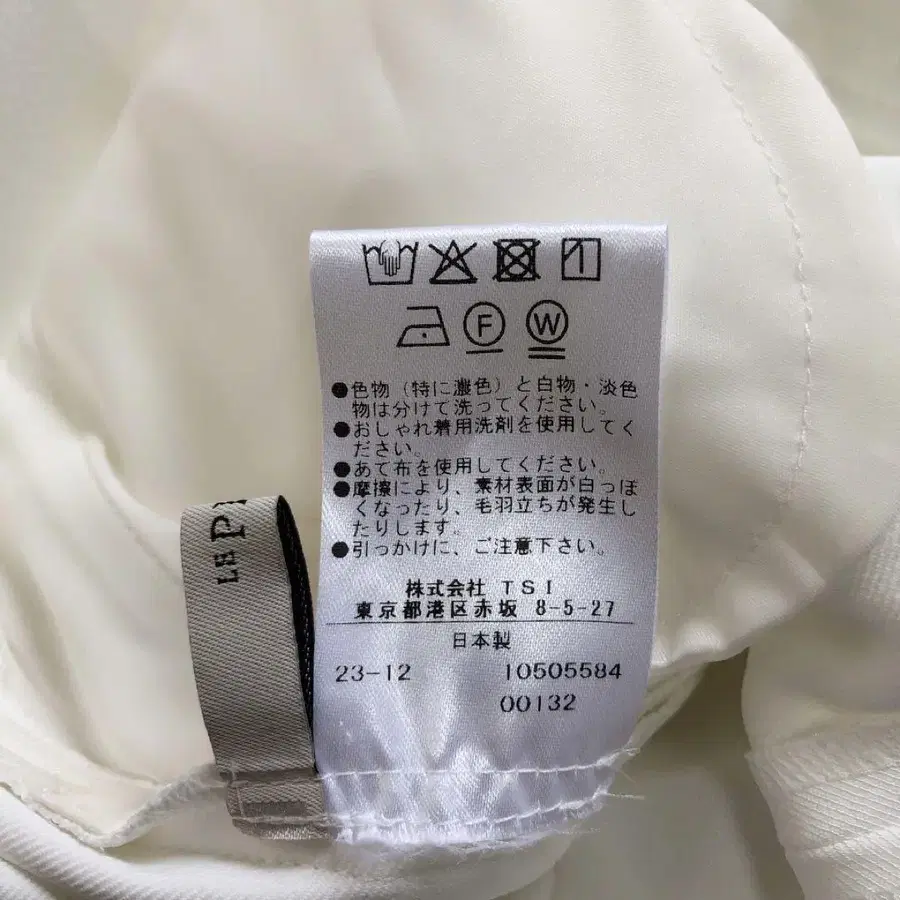 F W
●色物（特に濃色）と白物・淡色
物は分けて洗ってください。
●おしゃれ着用洗剤を使用してく
ださい。
●あて布を使用してください。
●摩擦により、素材表面が白っぽ
くなったり、毛羽立ちが発生し
たりします。
●引っかけに、ご注意下さい。
株式会社 TSI
東京都港区赤坂 8-5-27
日本製
23-12 10505584
00132
LE